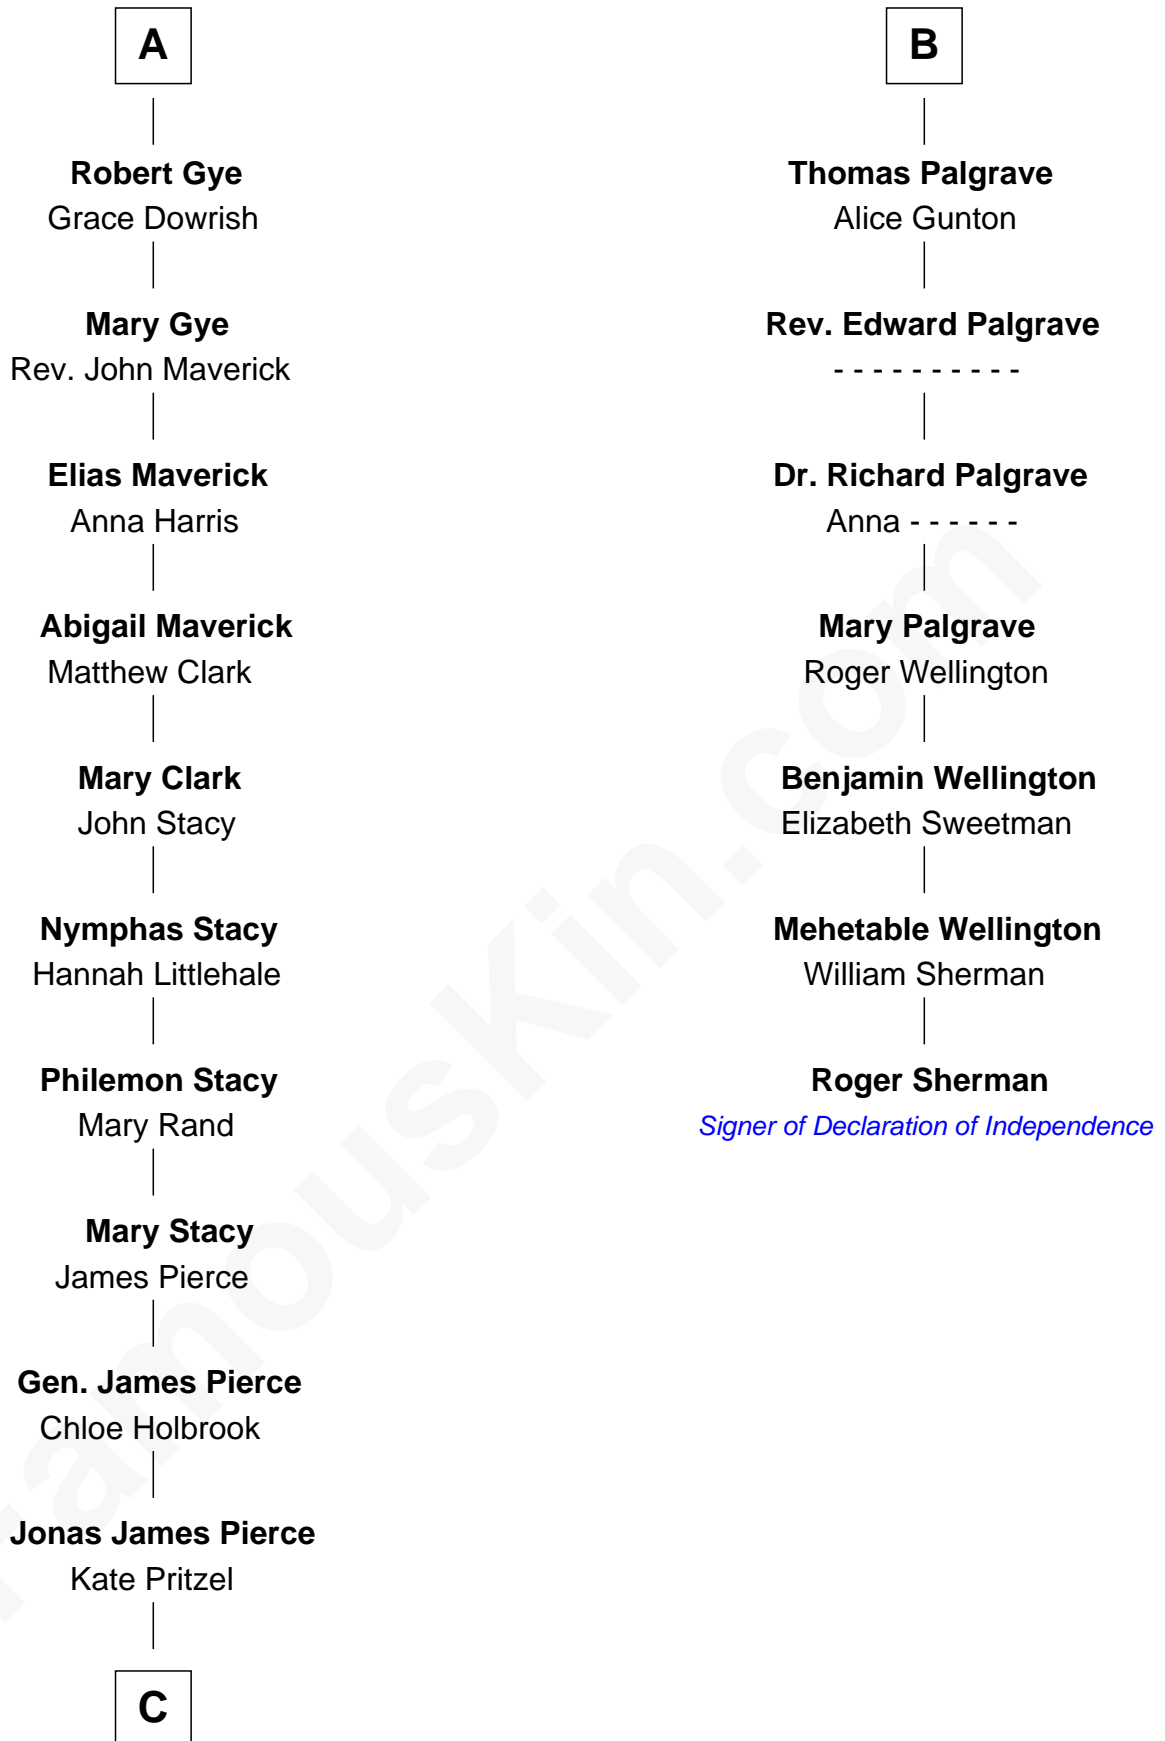 A
Robert Gye
Grace Dowrish
Mary Gye
Rev. John Maverick
Elias Maverick
Anna Harris
Abigail Maverick
Matthew Clark
Mary Clark
John Stacy
Nymphas Stacy
Hannah Littlehale
Philemon Stacy
Mary Rand
Mary Stacy
James Pierce
Gen. James Pierce
Chloe Holbrook
Jonas James Pierce
Kate Pritzel
C
B
Thomas Palgrave
Alice Gunton
Rev. Edward Palgrave
- - - - - - - - - -
Dr. Richard Palgrave
Anna - - - - - -
Mary Palgrave
Roger Wellington
Benjamin Wellington
Elizabeth Sweetman
Mehetable Wellington
William Sherman
Roger Sherman
Signer of Declaration of Independence
FamousKin.com